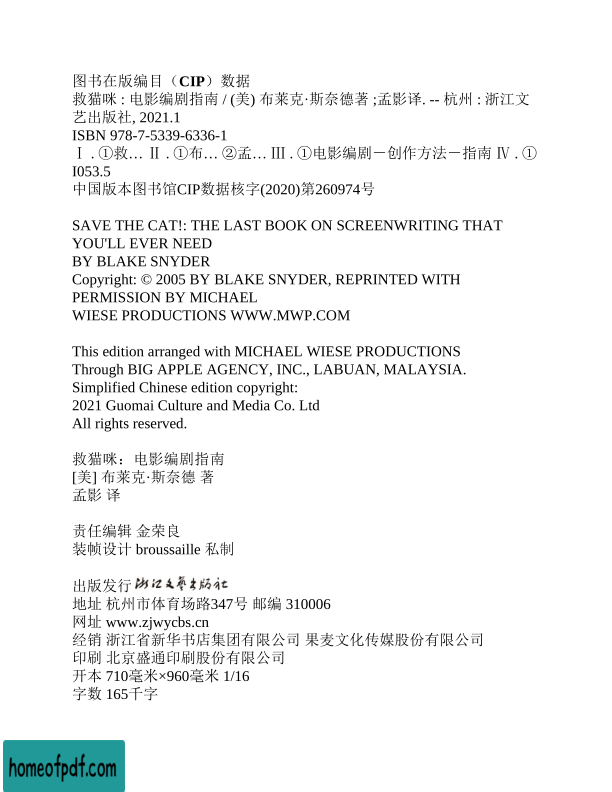 图书在版编目（CIP）数据
救猫咪 : 电影编剧指南 / (美) 布莱克·斯奈德著 ;孟影译. -- 杭州 : 浙江文
艺出版社, 2021.1
ISBN 978-7-5339-6336-1
Ⅰ . ①救… Ⅱ . ①布… ②孟… Ⅲ . ①电影编剧－创作方法－指南 Ⅳ . ①
I053.5
中国版本图书馆CIP数据核字(2020)第260974号
SAVE THE CAT!: THE LAST BOOK ON SCREENWRITING THAT
YOU'LL EVER NEED
BY BLAKE SNYDER
Copyright: © 2005 BY BLAKE SNYDER, REPRINTED WITH
PERMISSION BY MICHAEL
WIESE PRODUCTIONS WWW.MWP.COM
This edition arranged with MICHAEL WIESE PRODUCTIONS
Through BIG APPLE AGENCY, INC., LABUAN, MALAYSIA.
Simplified Chinese edition copyright:
2021 Guomai Culture and Media Co. Ltd
All rights reserved.
救猫咪：电影编剧指南
[美] 布莱克·斯奈德 著
孟影 译
责任编辑 金荣良
装帧设计 broussaille 私制
出版发行 浙江文艺出版社
地址 杭州市体育场路347号 邮编 310006
网址 www.zjwycbs.cn
经销 浙江省新华书店集团有限公司 果麦文化传媒股份有限公司
印刷 北京盛通印刷股份有限公司
开本 710毫米×960毫米 1/16
字数 165千字
homeofpdf.com